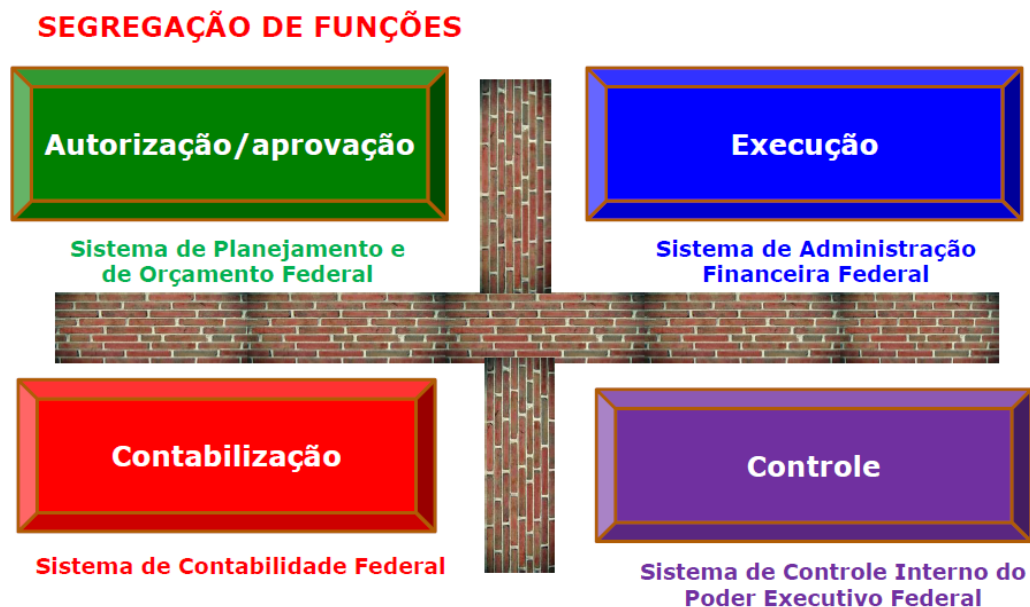 SEGREGAÇÃO DE FUNÇÕES
Autorização/aprovação
Execução
Sistema de Planejamento e
de Orçamento Federal
Sistema de Administração
Financeira Federal
Contabilização
Controle
Sistema de Contabilidade Federal
Sistema de Controle Interno do
Poder Executivo Federal